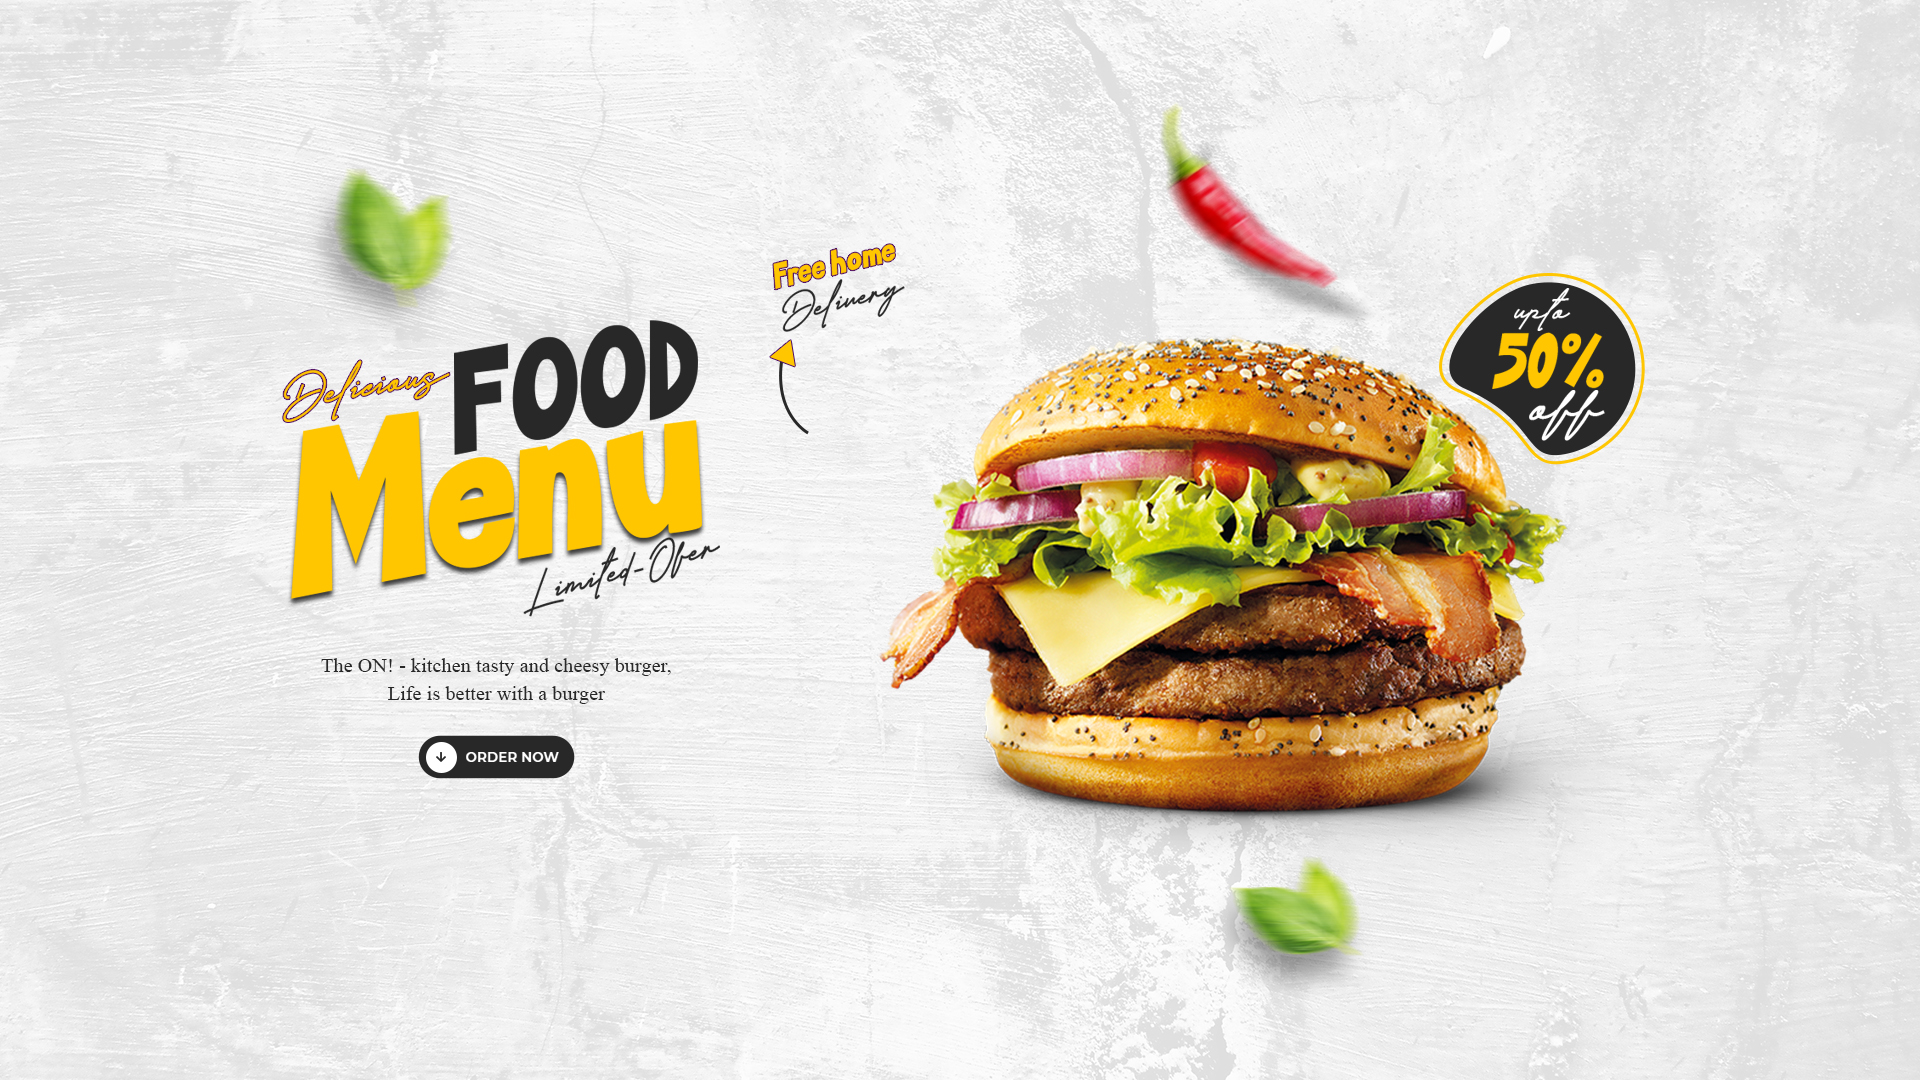 Delicious
FOOD
Menu
Limited-Ofer
Free home
Delivery
The ON! - kitchen tasty and cheesy burger,
Life is better with a burger
ORDER NOW
upto
50%
off